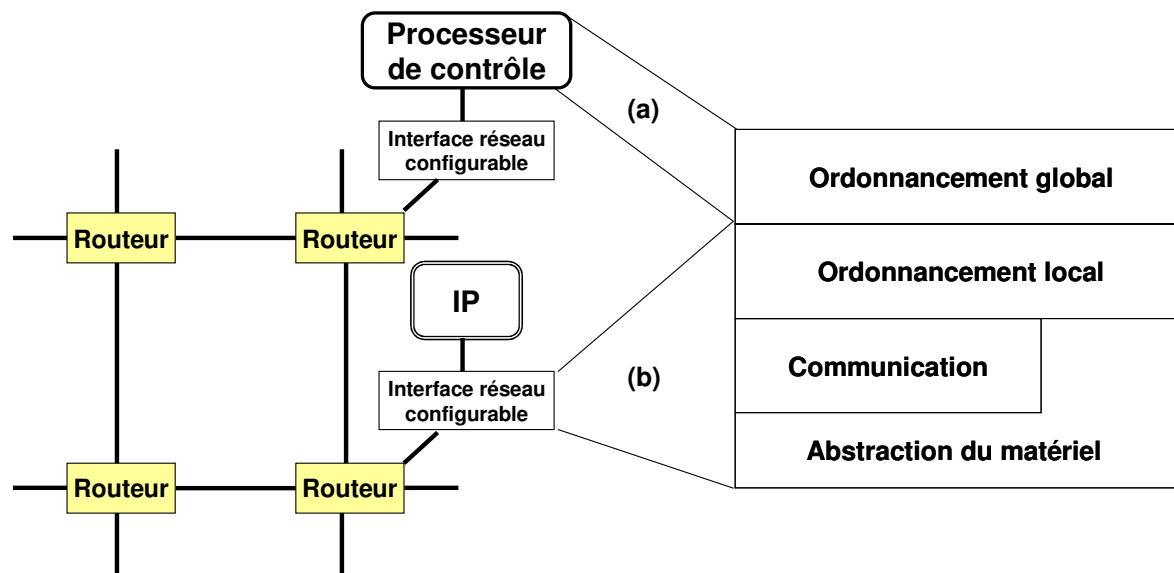 Processeur
de contrôle
(a)
Interface réseau
configurable
Ordonnancement global
Routeur
Routeur
Ordonnancement local
IP
Communication
(b)
Interface réseau
configurable
Abstraction du matériel
Routeur
Routeur